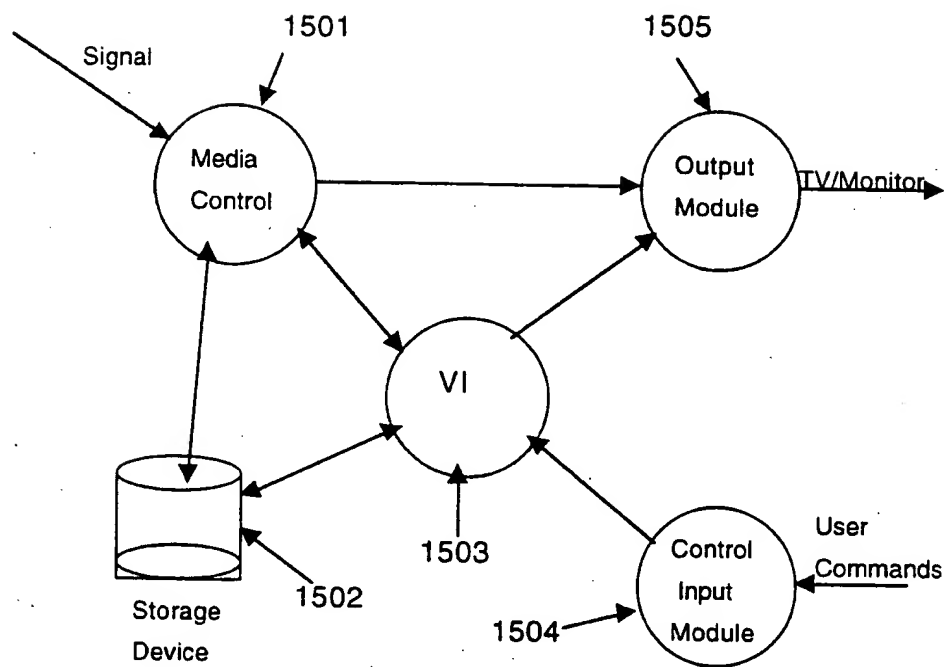 1501
1505
Signal
Media
Control
Output
Module
TV/Monitor
VI
1503
1502
Storage
Device
1504
Control
Input
Module
User
Commands